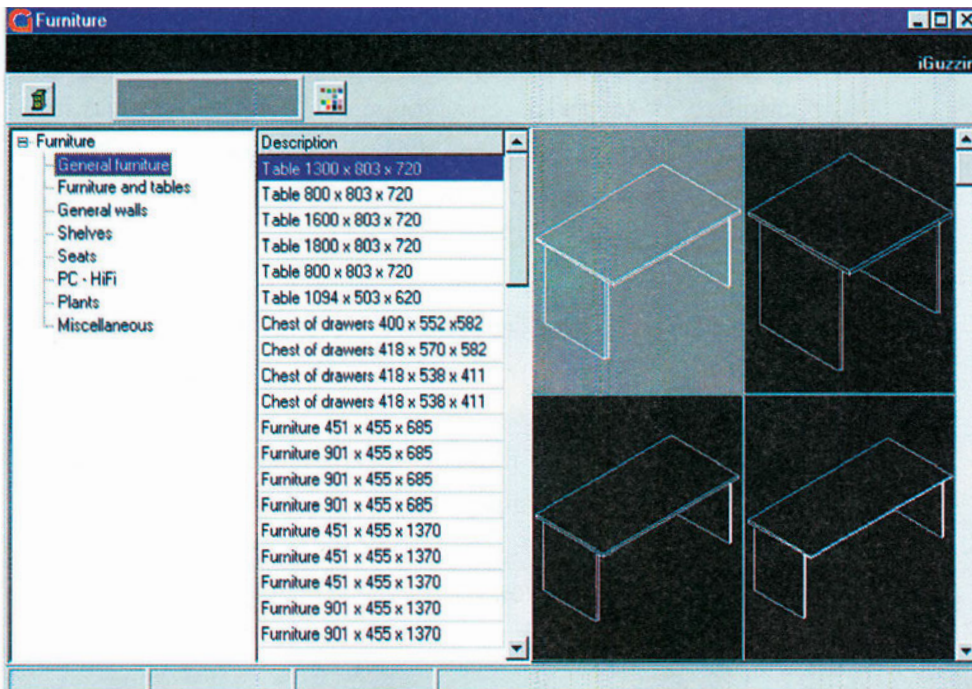 Furniture
iGuzzin
Furniture
General furniture
Furniture and tables
General walls
Shelves
Seats
PC - HiFi
Plants
Miscellaneous
Description
Table 1300 x 803 x 720
Table 800 x 803 x 720
Table 1600 x 803 x 720
Table 1800 x 803 x 720
Table 800 x 803 x 720
Table 1094 x 503 x 620
Chest of drawers 400 x 552 x582
Chest of drawers 418 x 570 x 582
Chest of drawers 418 x 538 x 411
Chest of drawers 418 x 538 x 411
Furniture 451 x 455 x 685
Furniture 901 x 455 x 685
Furniture 901 x 455 x 685
Furniture 901 x 455 x 685
Furniture 451 x 455 x 1370
Furniture 451 x 455 x 1370
Furniture 451 x 455 x 1370
Furniture 901 x 455 x 1370
Furniture 901 x 455 x 1370